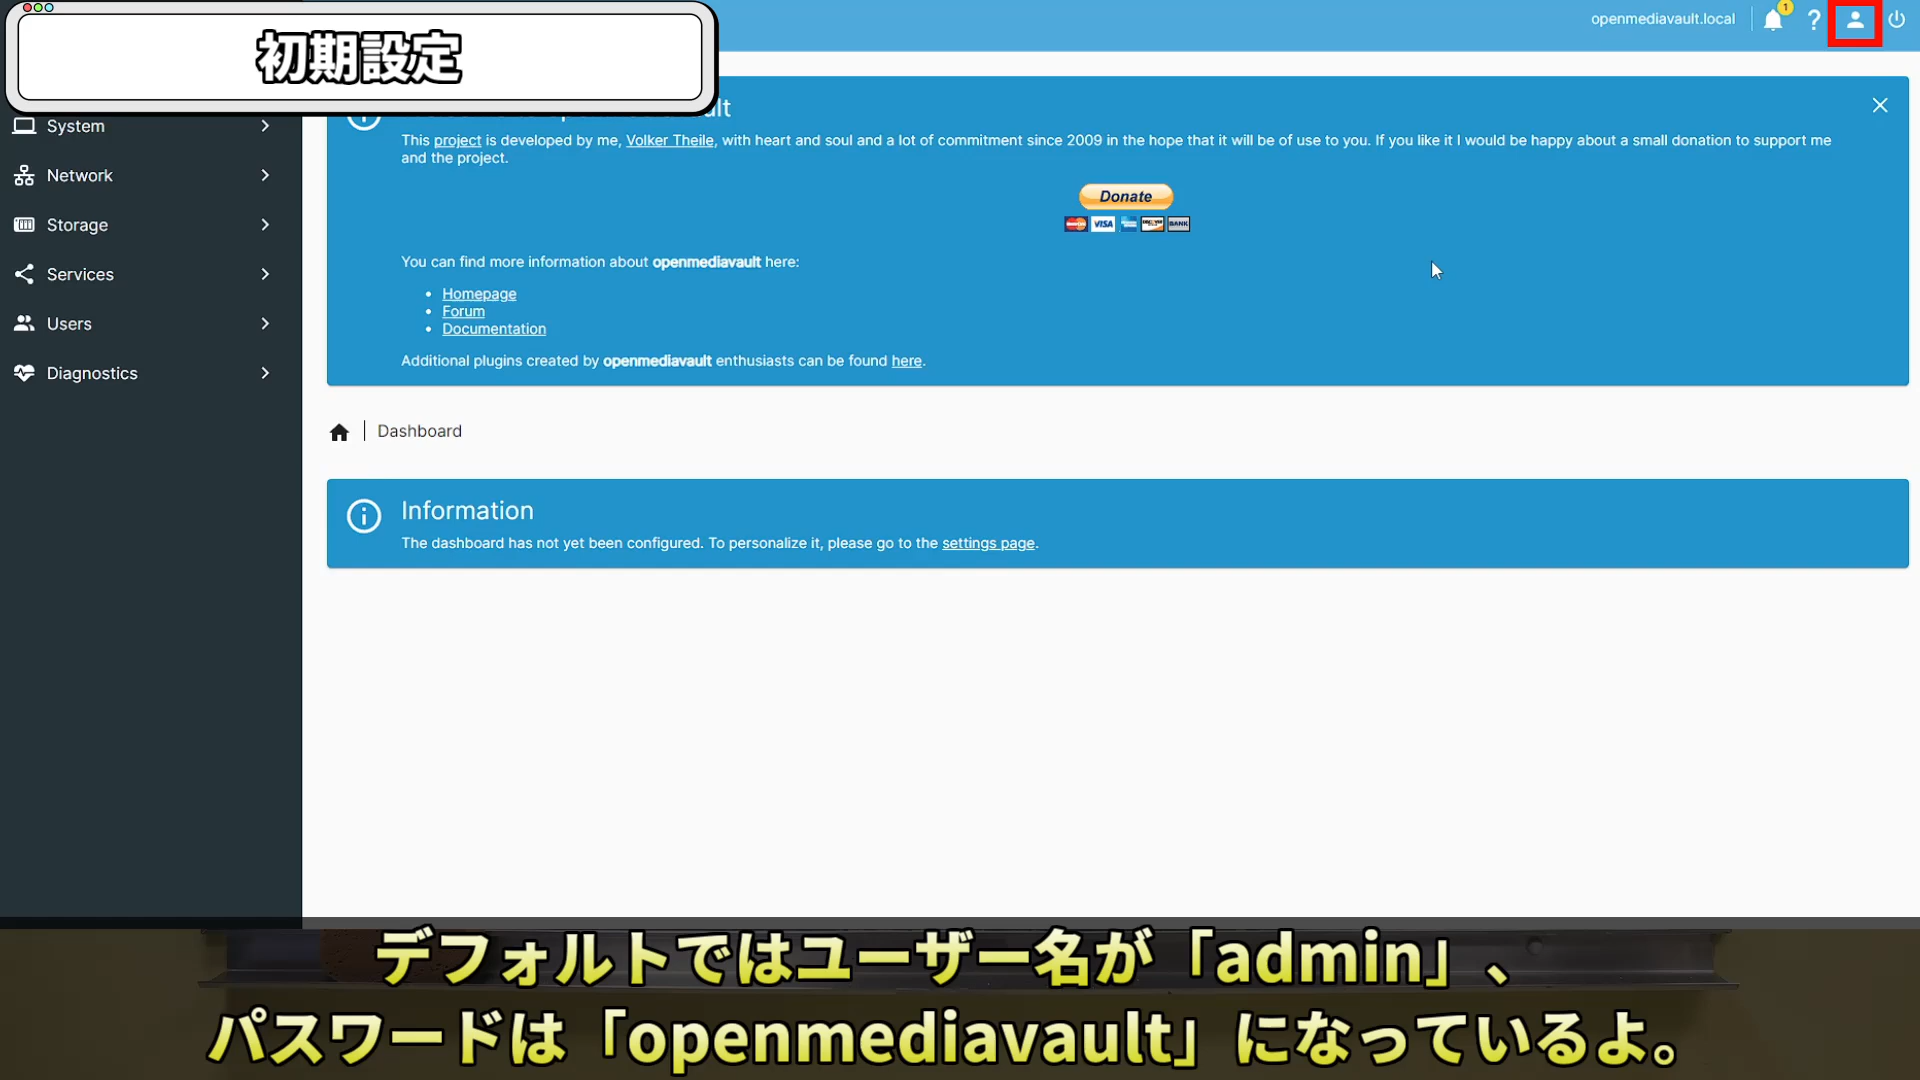 初期設定
openmediavault.local
1
?
lt
This project is developed by me, Volker Theile, with heart and soul and a lot of commitment since 2009 in the hope that it will be of use to you. If you like it I would be happy about a small donation to support me
and the project.
Donate
VISA
BANK
You can find more information about openmediavault here:
• Homepage
• Forum
• Documentation
Additional plugins created by openmediavault enthusiasts can be found here.
System
Network
Storage
Services
Users
Diagnostics
Dashboard
Information
The dashboard has not yet been configured. To personalize it, please go to the settings page.
デフォルトではユーザー名が「admin」、
パスワードは「openmediavault」になっているよ。